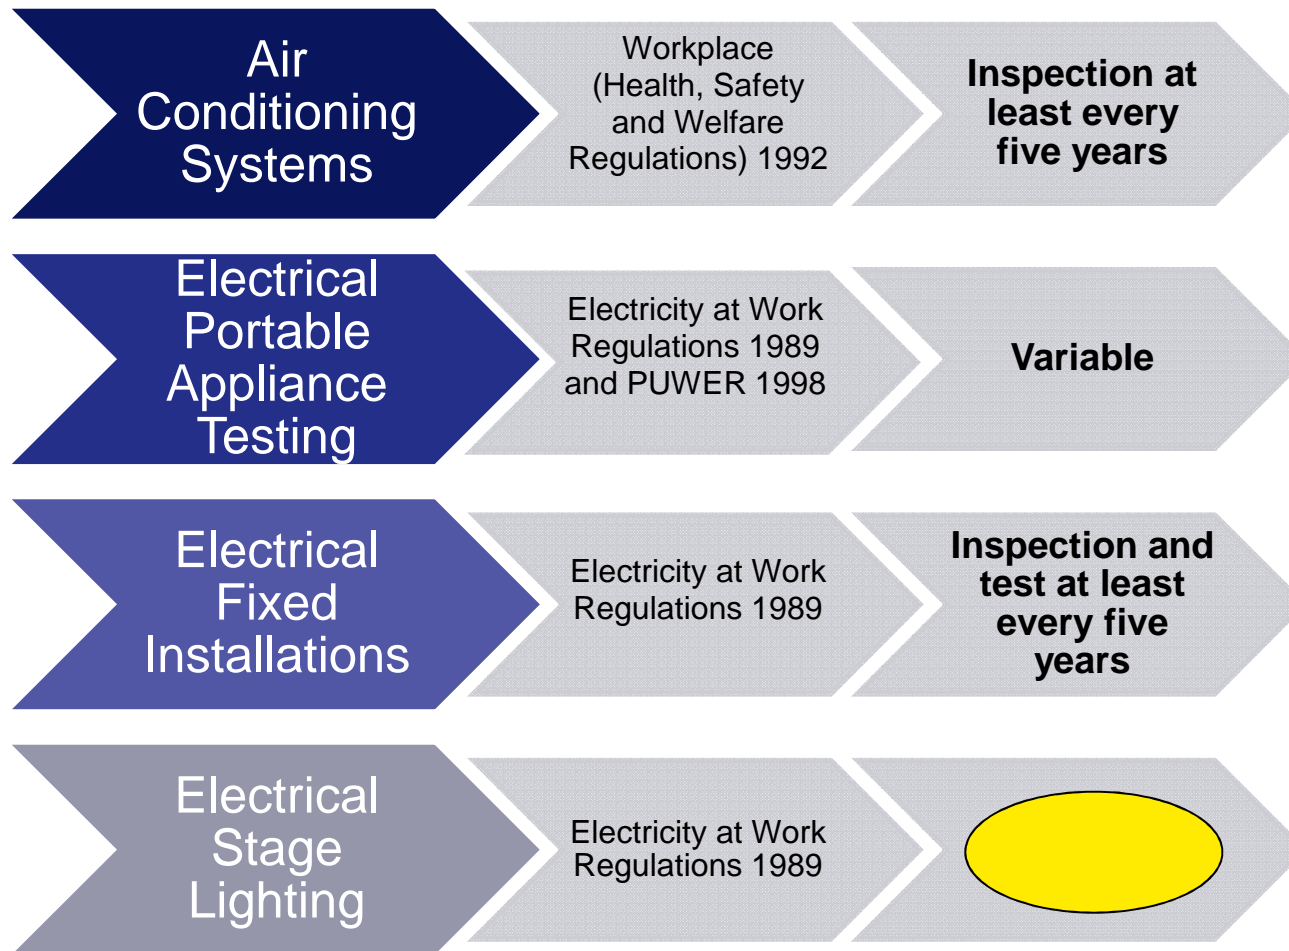 Air
Conditioning
Systems
Workplace
(Health, Safety
and Welfare
Regulations) 1992
Inspection at
least every
five years
Electrical
Portable
Appliance
Testing
Electricity at Work
Regulations 1989
and PUWER 1998
Variable
Electrical
Fixed
Installations
Electricity at Work
Regulations 1989
Inspection and
test at least
every five
years
Electrical
Stage
Lighting
Electricity at Work
Regulations 1989